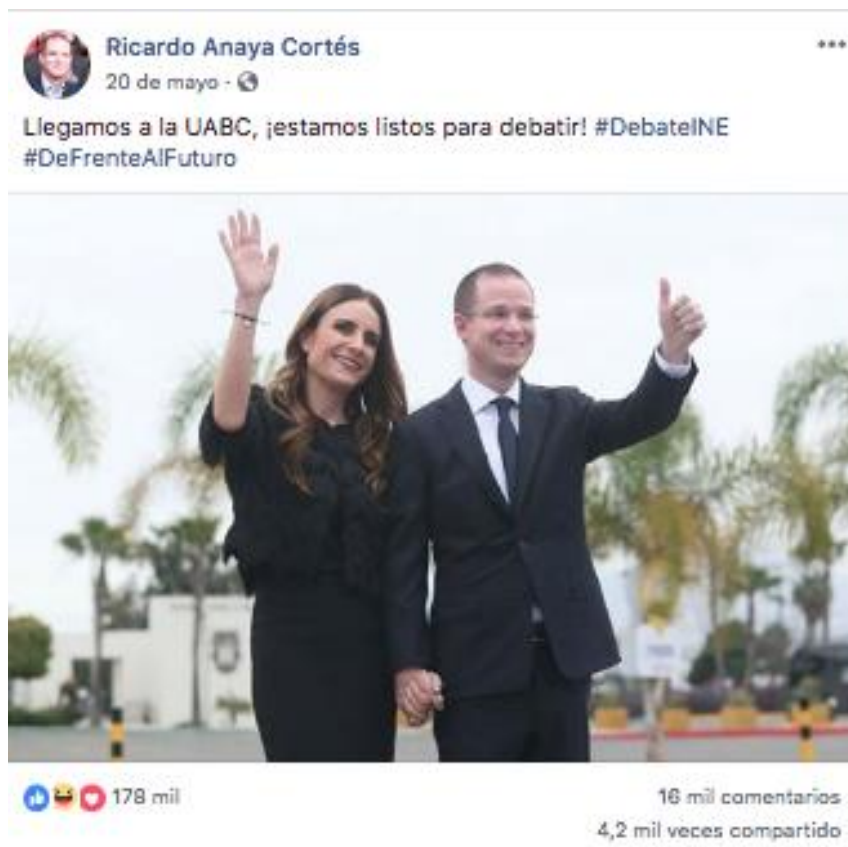 Ricardo Anaya Cortés
20 de mayo ·
Llegamos a la UABC, ¡estamos listos para debatir! #DebateINE
#DeFrenteAlFuturo
178 mil
16 mil comentarios
4,2 mil veces compartido